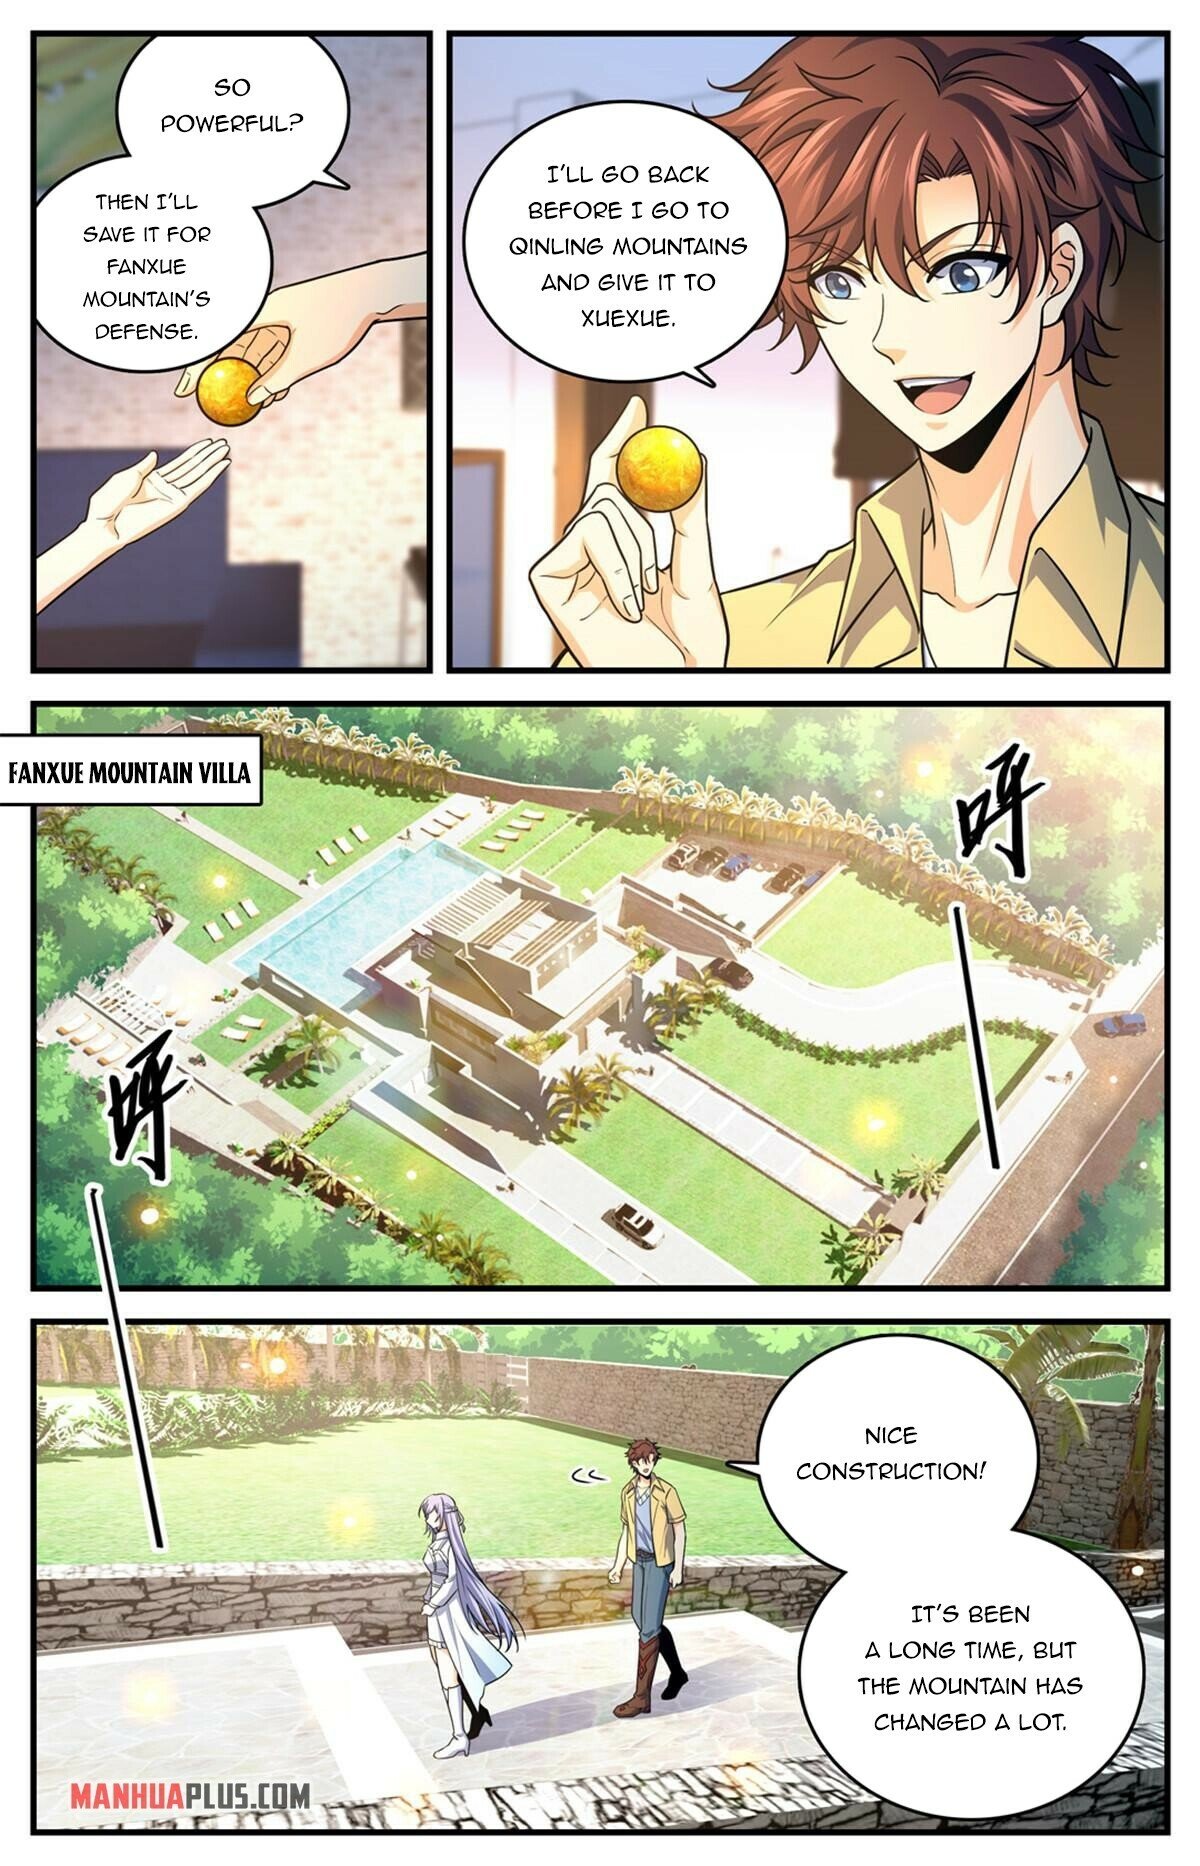 SO
POWERFUL?
THEN I'LL
SAVE IT FOR
FANXUE
MOUNTAIN'S
DEFENSE.
I'LL GO BACK
BEFORE I GO TO
QINLING MOUNTAINS
AND GIVE IT TO
XUEXUE.
FANXUE MOUNTAIN VILLA
呼
呼
NICE
CONSTRUCTION!
IT'S BEEN
A LONG TIME, BUT
THE MOUNTAIN HAS
CHANGED A LOT.
MANHUAPLUS.COM